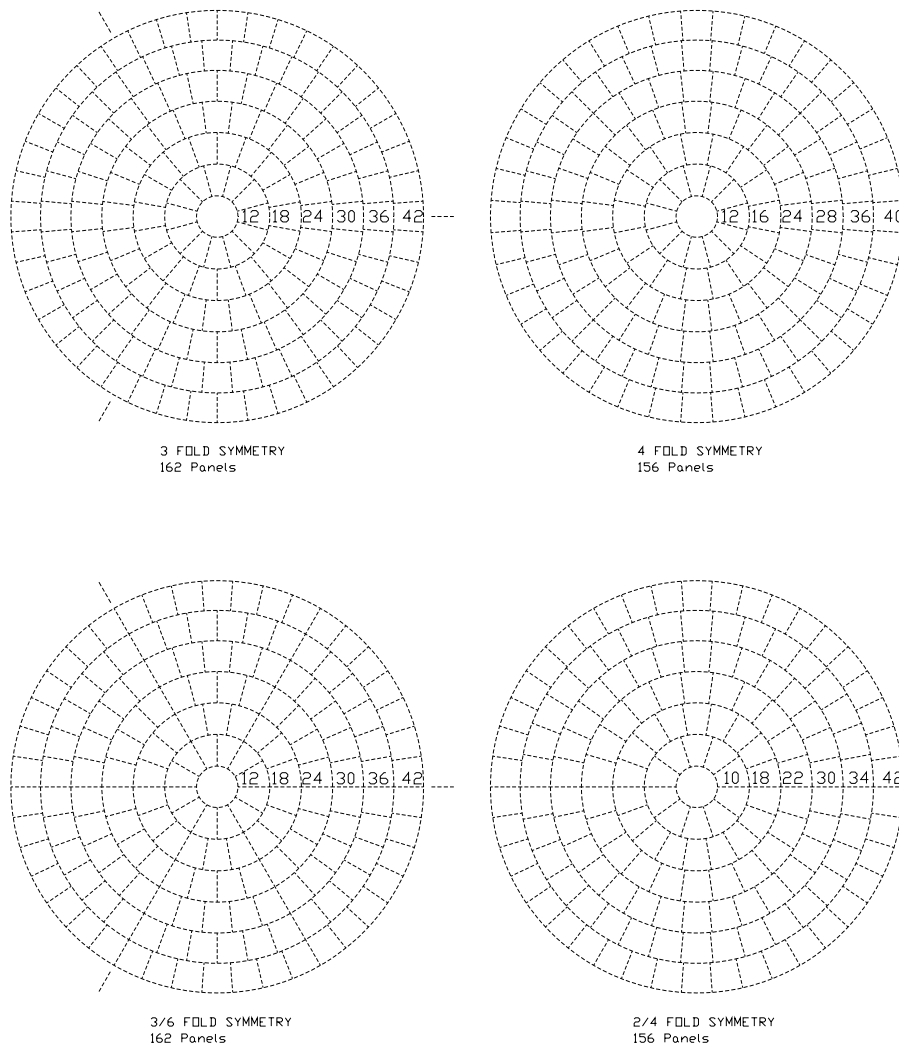 12 18 24 30 36 42
12 16 24 28 36 40
3 FOLD SYMMETRY
162 Panels
4 FOLD SYMMETRY
156 Panels
12 18 24 30 36 42
10 18 22 30 34 42
3/6 FOLD SYMMETRY
162 Panels
2/4 FOLD SYMMETRY
156 Panels